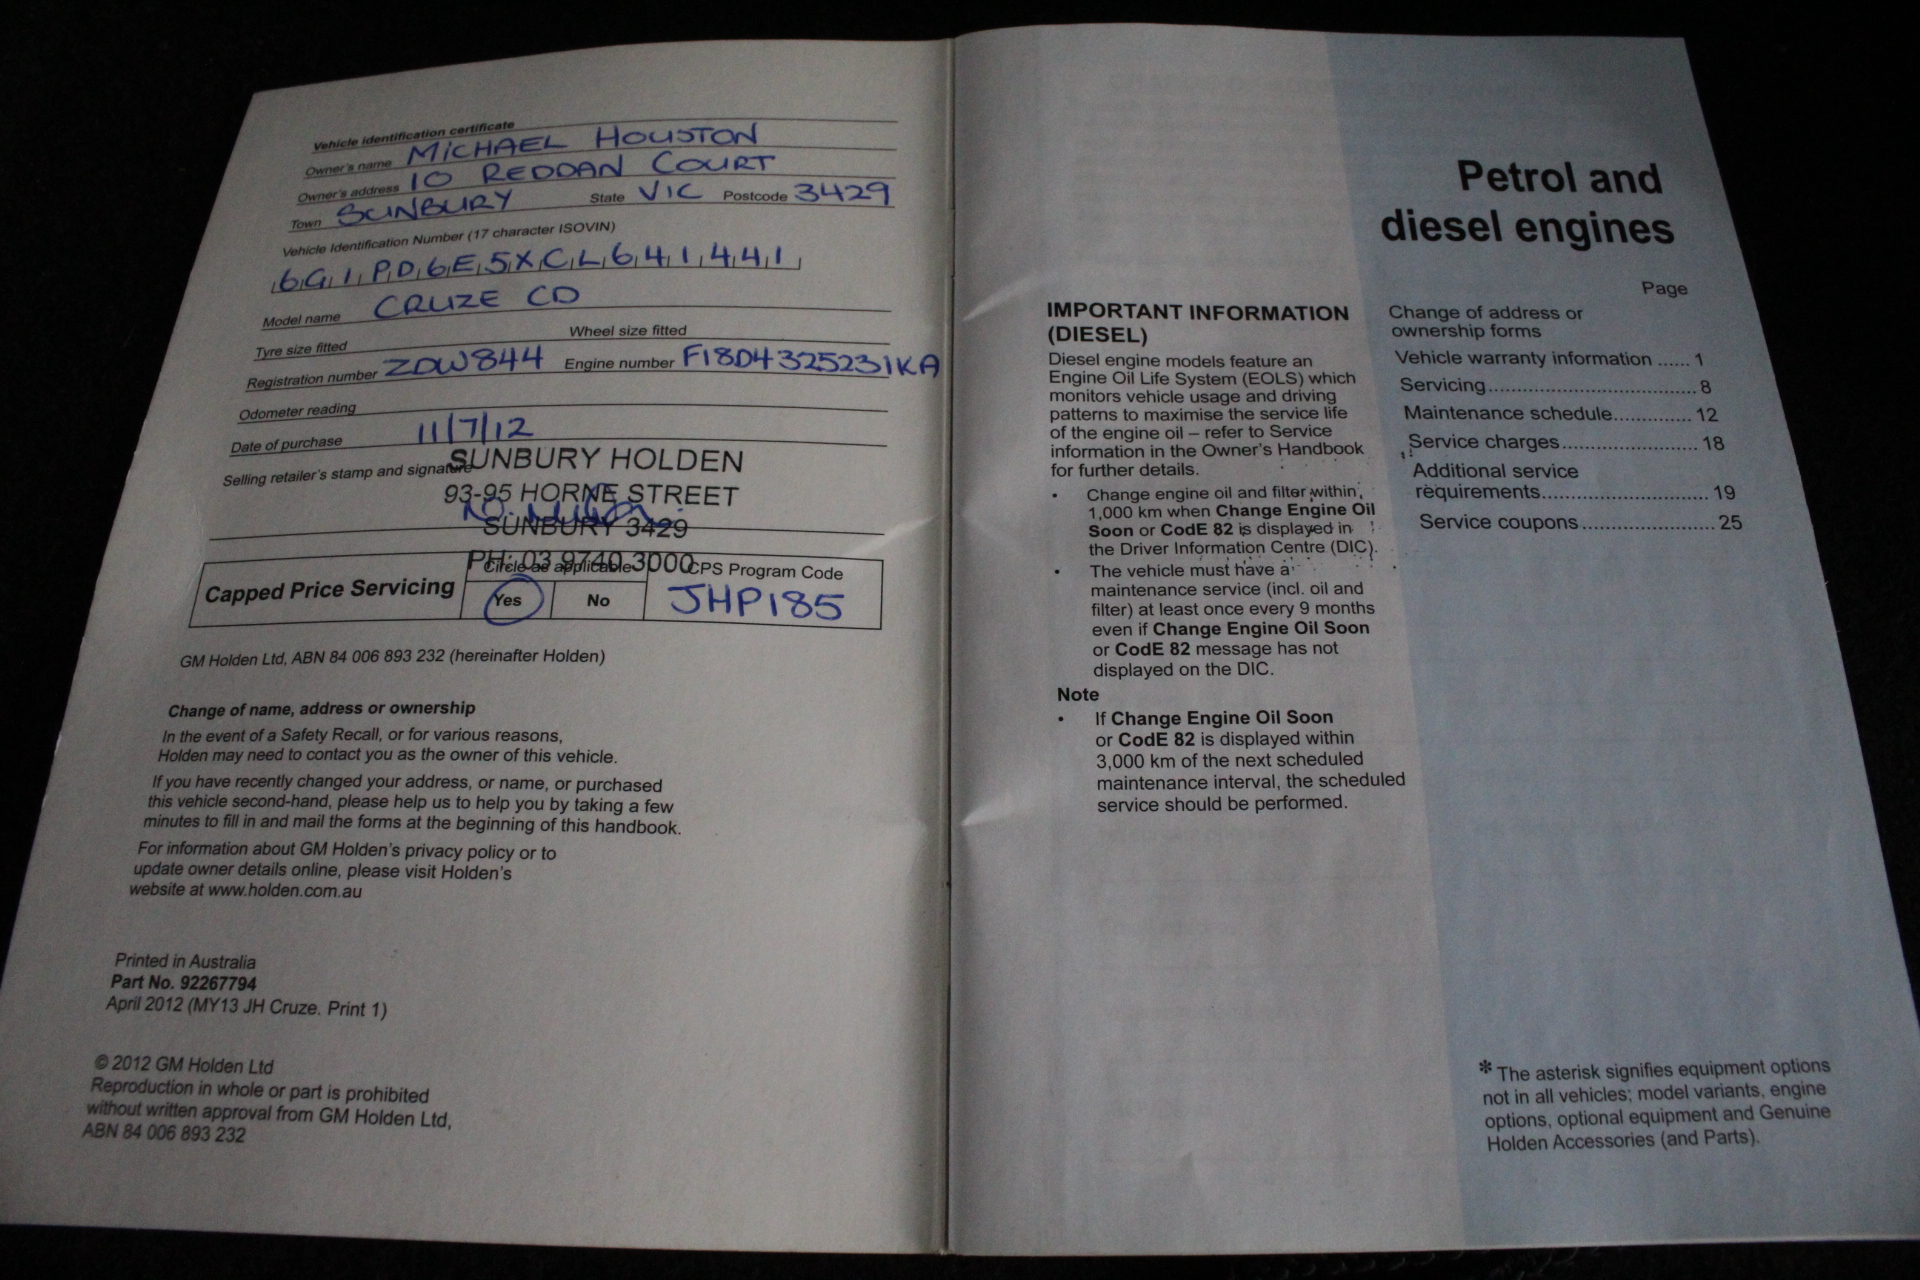 Vehicle identification certificate
Owner's name MICHAEL HOUSTON
Owner's address 10 REDDAN COURT
Town SUNBURY State VIC Postcode 3429
Vehicle Identification Number (17 character ISOVIN)
6G1PD6E5XCL641441
Model name CRUZE CD
Tyre size fitted Wheel size fitted
Registration number ZDW844 Engine number F18D4325231KA
Odometer reading
Date of purchase 11/7/12
Selling retailer's stamp and signature
SUNBURY HOLDEN
93-95 HORNE STREET
SUNBURY 3429
PH: 03 9740 3000
Capped Price Servicing
Circle as applicable
Yes No
CPS Program Code
JHP185
GM Holden Ltd, ABN 84 006 893 232 (hereinafter Holden)
Change of name, address or ownership
In the event of a Safety Recall, or for various reasons,
Holden may need to contact you as the owner of this vehicle.
If you have recently changed your address, or name, or purchased
this vehicle second-hand, please help us to help you by taking a few
minutes to fill in and mail the forms at the beginning of this handbook.
For information about GM Holden's privacy policy or to
update owner details online, please visit Holden's
website at www.holden.com.au
Printed in Australia
Part No. 92267794
April 2012 (MY13 JH Cruze. Print 1)
© 2012 GM Holden Ltd
Reproduction in whole or part is prohibited
without written approval from GM Holden Ltd,
ABN 84 006 893 232
IMPORTANT INFORMATION
(DIESEL)
Diesel engine models feature an
Engine Oil Life System (EOLS) which
monitors vehicle usage and driving
patterns to maximise the service life
of the engine oil – refer to Service
information in the Owner's Handbook
for further details.
• Change engine oil and filter within
1,000 km when Change Engine Oil
Soon or CodE 82 is displayed in
the Driver Information Centre (DIC).
• The vehicle must have a
maintenance service (incl. oil and
filter) at least once every 9 months
even if Change Engine Oil Soon
or CodE 82 message has not
displayed on the DIC.
Note
• If Change Engine Oil Soon
or CodE 82 is displayed within
3,000 km of the next scheduled
maintenance interval, the scheduled
service should be performed.
Petrol and
diesel engines
Page
Change of address or
ownership forms
Vehicle warranty information ...... 1
Servicing...................................... 8
Maintenance schedule.............. 12
Service charges......................... 18
Additional service
requirements............................... 19
Service coupons........................ 25
* The asterisk signifies equipment options
not in all vehicles; model variants, engine
options, optional equipment and Genuine
Holden Accessories (and Parts).